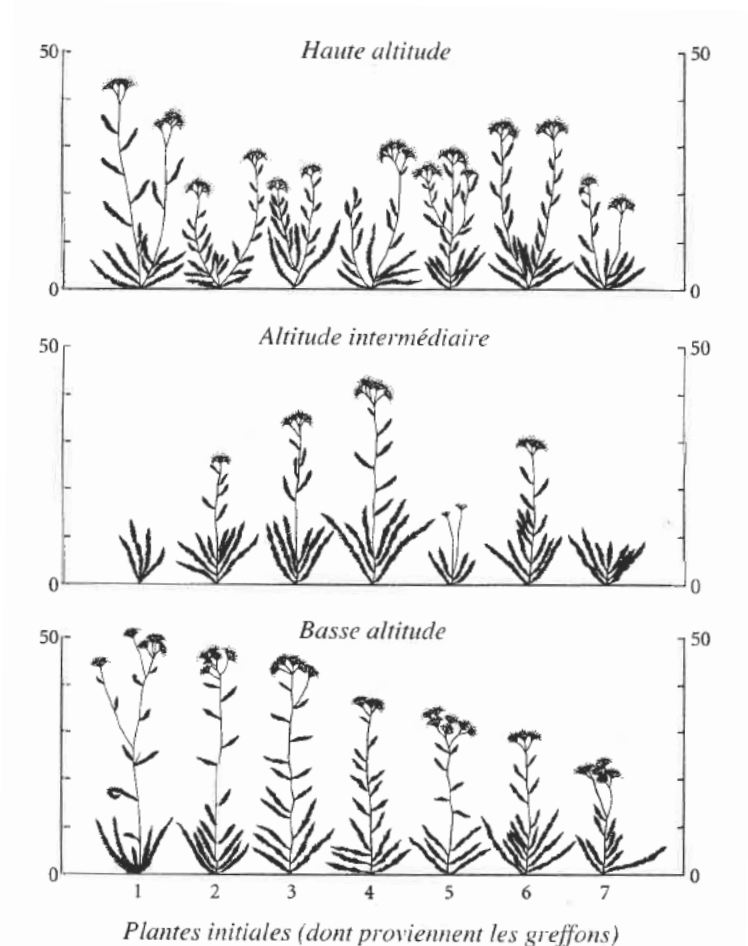 Haute altitude
50 50
0 0
Altitude intermédiaire
50 50
0 0
Basse altitude
50 50
0 0
1 2 3 4 5 6 7
Plantes initiales (dont proviennent les greffons)